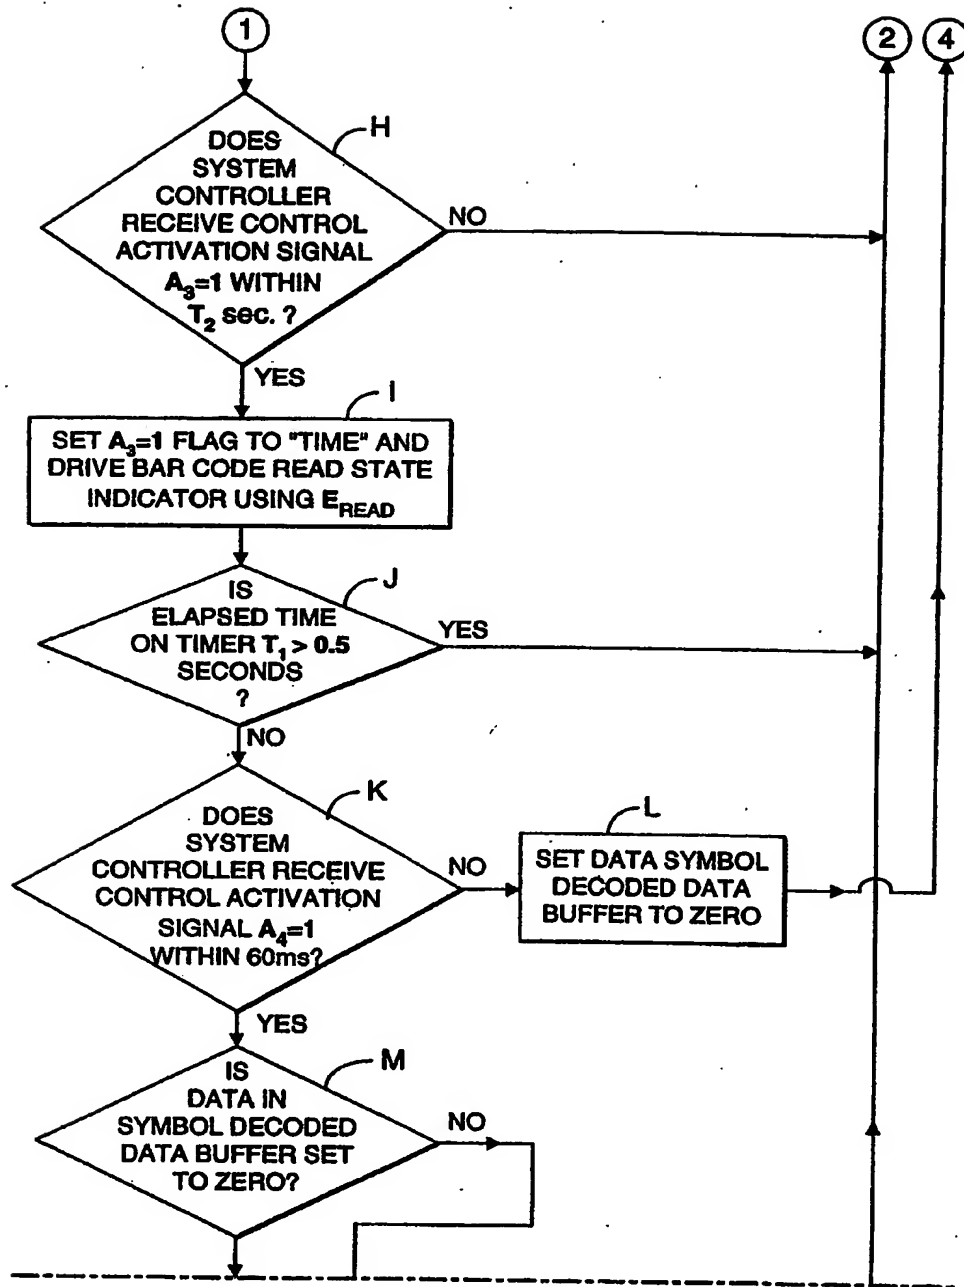 1
2
4
H
DOES
SYSTEM
CONTROLLER
RECEIVE CONTROL
ACTIVATION SIGNAL
A3=1 WITHIN
T2 sec. ?
NO
YES
I
SET A3=1 FLAG TO "TIME" AND
DRIVE BAR CODE READ STATE
INDICATOR USING EREAD
J
IS
ELAPSED TIME
ON TIMER T1 > 0.5
SECONDS
?
YES
NO
K
DOES
SYSTEM
CONTROLLER RECEIVE
CONTROL ACTIVATION
SIGNAL A4=1
WITHIN 60ms?
NO
L
SET DATA SYMBOL
DECODED DATA
BUFFER TO ZERO
YES
M
IS
DATA IN
SYMBOL DECODED
DATA BUFFER SET
TO ZERO?
NO